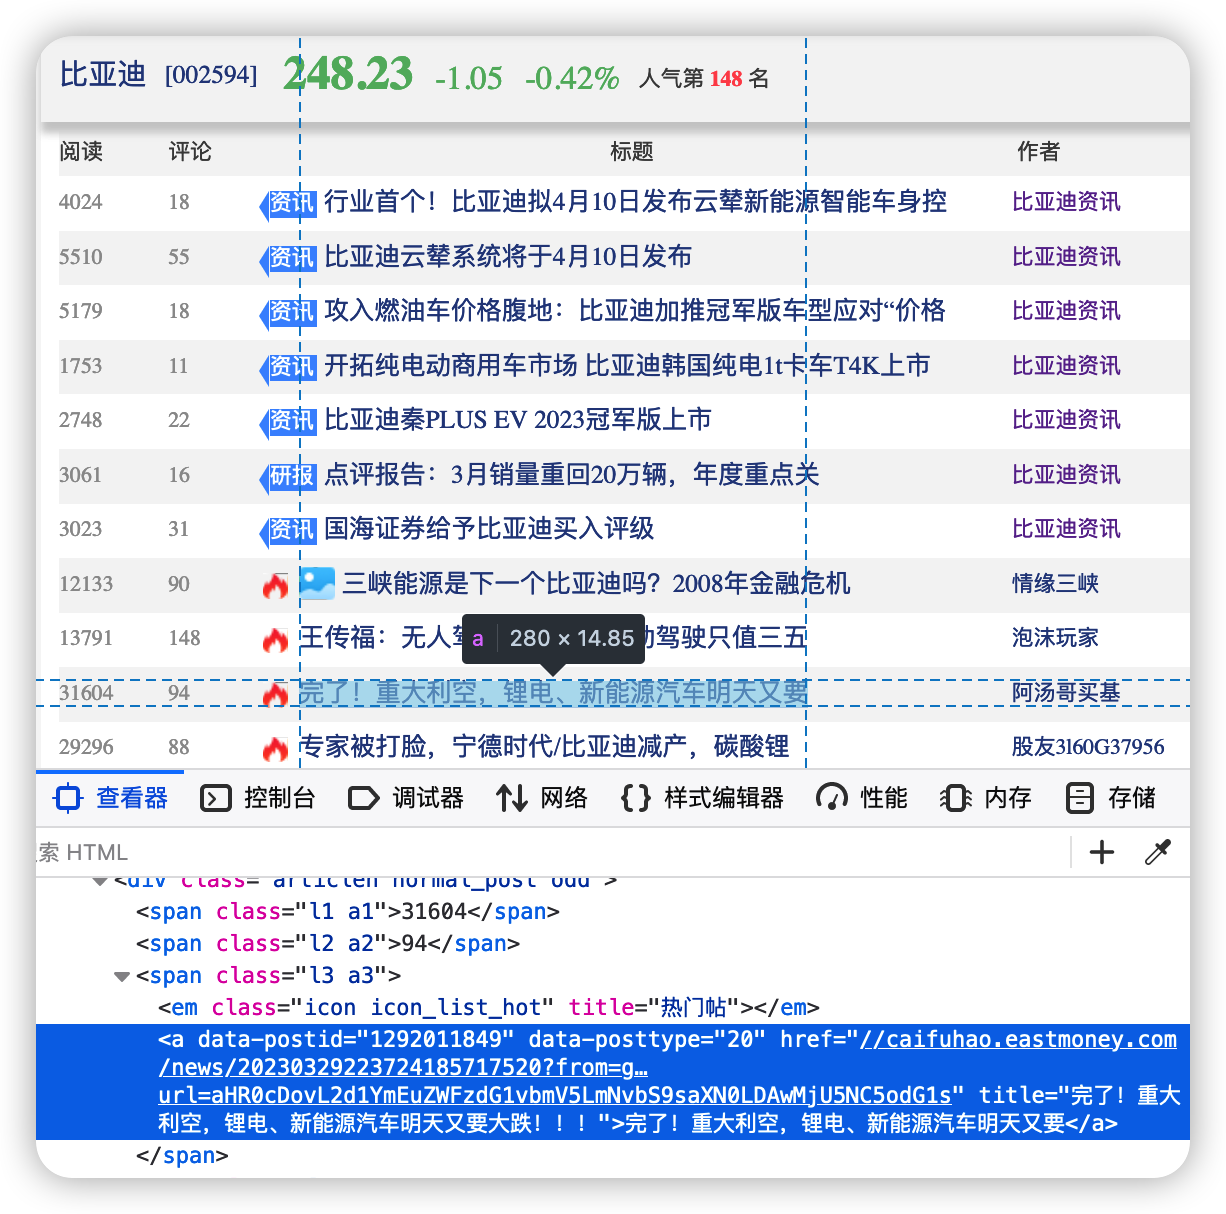 比亚迪 [002594] 248.23 -1.05 -0.42% 人气第 148 名
阅读 评论 标题 作者
4024 18 资讯 行业首个！比亚迪拟4月10日发布云辇新能源智能车身控 比亚迪资讯
5510 55 资讯 比亚迪云辇系统将于4月10日发布 比亚迪资讯
5179 18 资讯 攻入燃油车价格腹地：比亚迪加推冠军版车型应对“价格 比亚迪资讯
1753 11 资讯 开拓纯电动商用车市场 比亚迪韩国纯电1t卡车T4K上市 比亚迪资讯
2748 22 资讯 比亚迪秦PLUS EV 2023冠军版上市 比亚迪资讯
3061 16 研报 点评报告：3月销量重回20万辆，年度重点关 比亚迪资讯
3023 31 资讯 国海证券给予比亚迪买入评级 比亚迪资讯
12133 90 三峡能源是下一个比亚迪吗？2008年金融危机 情缘三峡
13791 148 王传福：无人驾 a 280 × 14.85 驾驶只值三五 泡沫玩家
31604 94 完了！重大利空，锂电、新能源汽车明天又要 阿汤哥买基
29296 88 专家被打脸，宁德时代/比亚迪减产，碳酸锂 股友3l60G37956
查看器 控制台 调试器 网络 {} 样式编辑器 性能 内存 存储
索 HTML
<div class="articleh normal_post odd">
<span class="l1 a1">31604</span>
<span class="l2 a2">94</span>
<span class="l3 a3">
<em class="icon icon_list_hot" title="热门帖"></em>
<a data-postid="1292011849" data-posttype="20" href="//caifuhao.eastmoney.com
/news/20230329223724185717520?from=g…
url=aHR0cDovL2d1YmEuZWFzdG1vbmV5LmNvbS9saXN0LDAwMjU5NC5odG1s" title="完了！重大
利空，锂电、新能源汽车明天又要大跌！！！">完了！重大利空，锂电、新能源汽车明天又要</a>
</span>